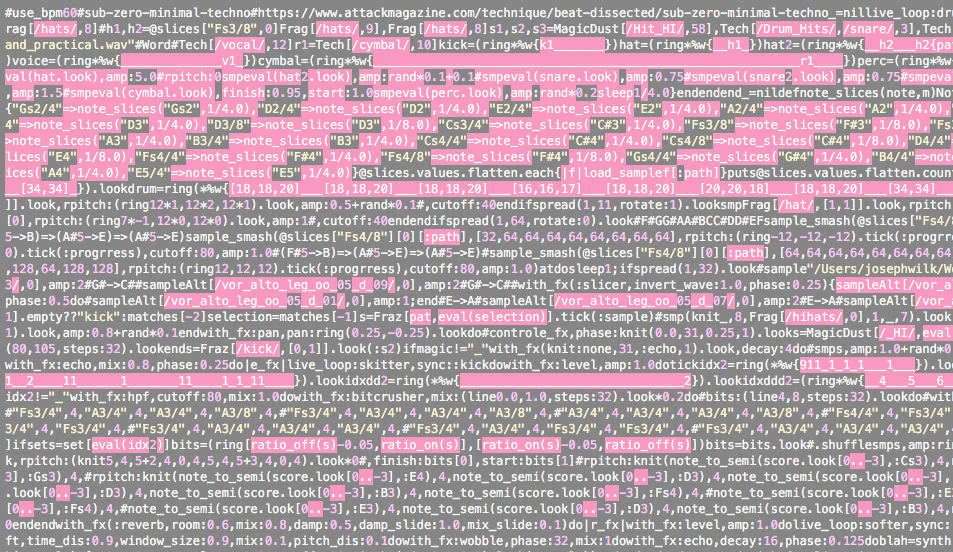 #use_bpm60#sub-zero-minimal-techno#https://www.attackmagazine.com/technique/beat-dissected/sub-zero-minimal-techno_=nillive_loop:dru
rag[/hats/,8]#h1,h2=@slices["Fs3/8",0]Frag[/hats/,9],Frag[/hats/,8]s1,s2,s3=MagicDust[/Hit_HI/,58],Tech[/Drum_Hits/,/snare/,3],Tech
and_practical.wav"#Word#Tech[/vocal/,12]r1=Tech[/cymbal/,10]kick=(ring*%w{k1______})hat=(ring*%w{__h1_})hat2=(ring*%w{__h2___h2{pat
)voice=(ring*%w{_____________v1_})cymbal=(ring*%w{_______________________________________________r1____})perc=(ring*%w{
val(hat.look),amp:5.0#rpitch:0smpeval(hat2.look),amp:rand*0.1+0.1#smpeval(snare.look),amp:0.75#smpeval(snare2.look),amp:0.75#smpeva
,amp:1.5#smpeval(cymbal.look),finish:0.95,start:1.0smpeval(perc.look),amp:rand*0.2sleep1/4.0}endendend_=nildefnote_slices(note,m)No
{"Gs2/4"=>note_slices("Gs2",1/4.0),"D2/4"=>note_slices("D2",1/4.0),"E2/4"=>note_slices("E2",1/4.0),"A2/4"=>note_slices("A2",1/4.0),
4"=>note_slices("D3",1/4.0),"D3/8"=>note_slices("D3",1/8.0),"Cs3/4"=>note_slices("C#3",1/4.0),"Fs3/8"=>note_slices("F#3",1/8.0),"Fs
>note_slices("A3",1/4.0),"B3/4"=>note_slices("B3",1/4.0),"Cs4/4"=>note_slices("C#4",1/4.0),"Cs4/8"=>note_slices("C#4",1/8.0),"D4/4"
lices("E4",1/8.0),"Fs4/4"=>note_slices("F#4",1/4.0),"Fs4/8"=>note_slices("F#4",1/8.0),"Gs4/4"=>note_slices("G#4",1/4.0),"B4/4"=>no
ices("A4",1/4.0),"E5/4"=>note_slices("E5",1/4.0)}@slices.values.flatten.each{|f|load_samplef[:path]}puts@slices.values.flatten.coun
___[34,34]_}).lookdrum=ring(*%w{[18,18,20]___[18,18,20]___[18,18,20]___[16,16,17]____[18,18,20]____[20,20,18]___[18,18,20]___[34,34]___
]].look,rpitch:(ring12*1,12*2,12*1).look,amp:0.5+rand*0.1#,cutoff:40endifspread(1,11,rotate:1).looksmpFrag[/hat/,[1,1]].look,rpitch
[0],rpitch:(ring7*-1,12*0,12*0).look,amp:1#,cutoff:40endendifspread(1,64,rotate:0).look#F#GG#AA#BCC#DD#EFsample_smash(@slices["Fs4/
5->B)=>(A#5->E)=>(A#5->E)sample_smash(@slices["Fs4/8"][0][:path],[32,64,64,64,64,64,64,64],rpitch:(ring-12,-12,-12).tick(:progrress
0).tick(:progrress),cutoff:80,amp:1.0#(F#5->B)=>(A#5->E)=>(A#5->E)#sample_smash(@slices["Fs4/8"][0][:path],[64,64,64,64,64,64,
,128,64,128,128],rpitch:(ring12,12,12).tick(:progrress),cutoff:80,amp:1.0)atdosleep1;ifspread(1,32).look#sample"/Users/josephwilk/Wo
3/,0],amp:2#G#->C##sampleAlt[/vor_alto_leg_oo_05_d_09/,0],amp:2#G#->C##with_fx(:slicer,invert_wave:1.0,phase:0.25){sampleAlt[/vor_a
phase:0.5do#sampleAlt[/vor_alto_leg_oo_05_d_01/,0],amp:1;end#E->A#sampleAlt[/vor_alto_leg_oo_05_d_07/,0],amp:2#E->A#sampleAlt[/vor_
1].empty??"kick":matches[-2]selection=matches[-1]s=Fraz[pat,eval(selection)].tick(:sample)#smp(knit_,8,Frag[/hihats/,0],1,_,7).look
1).look,amp:0.8+rand*0.1endwith_fx:pan,pan:(ring0.25,-0.25).lookdo#controle_fx,phase:knit(0.0,31,0.25,1).looks=MagicDust[/_HI/,eval
(80,105,steps:32).lookends=Fraz[/kick/,[0,1]].look(:s2)ifmagic!="_"with_fx(knit:none,31,:echo,1).look,decay:4do#smps,amp:1.0+rand*0
with_fx:echo,mix:0.8,phase:0.25do|e_fx|live_loop:skitter,sync::kickdowith_fx:level,amp:1.0dotickidx2=(ring*%w{911_1_1_1___1___}).loo
1__2____11_____1______11___1_1_11____}).lookidxdd2=ring(*%w{______________________________2}).lookidxddd2=(ring*%w{__4___5___6_
idx2!="_"with_fx:hpf,cutoff:80,mix:1.0dowith_fx:bitcrusher,mix:(line0.0,1.0,steps:32).look*0.2do#bits:(line4,8,steps:32).lookdo#wit
"Fs3/4","A3/4","A3/4","A3/8",#"Fs3/4","A3/4","A3/4","A3/4",#"Fs3/4","A3/4","A3/4","A3/8",#"Fs3/4","A3/4","A3/4",4,#"Fs4/4","Fs3/4",
3/4",4,"Fs3/4","A3/4","A3/4",4,"Fs3/4","A3/4","A3/4",4,#"Fs3/4","A3/4","A3/4",4,"Fs3/4","A3/4","A3/4",4,"Fs3/4","A3/4","A3/4",4,"Fs
]ifsets=set[eval(idx2)]bits=(ring[ratio_off(s)-0.05,ratio_on(s)],[ratio_on(s)-0.05,ratio_off(s)])bits=bits.look#.shufflesmps,amp:rin
k,rpitch:(knit5,4,5+2,4,0,4,5,4,5+3,4,0,4).look*0#,finish:bits[0],start:bits[1]#rpitch:knit(note_to_semi(score.look[0..-3],:Cs3),4,n
3],:Gs3),4,#rpitch:knit(note_to_semi(score.look[0..-3],:E4),4,note_to_semi(score.look[0..-3],:D3),4,note_to_semi(score.look[0..-3],
.look[0..-3],:D3),4,note_to_semi(score.look[0..-3],:B3),4,note_to_semi(score.look[0..-3],:Fs4),4,#note_to_semi(score.look[0..-3],:E
0..-3],:Fs4),4,#note_to_semi(score.look[0..-3],:E3),4,note_to_semi(score.look[0..-3],:D3),4,note_to_semi(score.look[0..-3],:B3),4,n
0endendwith_fx(:reverb,room:0.6,mix:0.8,damp:0.5,damp_slide:1.0,mix_slide:0.1)do|r_fx|with_fx:level,amp:1.0dolive_loop:softer,sync:
ft,time_dis:0.9,window_size:0.9,mix:0.1,pitch_dis:0.1dowith_fx:wobble,phase:32,mix:1dowith_fx:echo,decay:16,phase:0.125doblah=synth